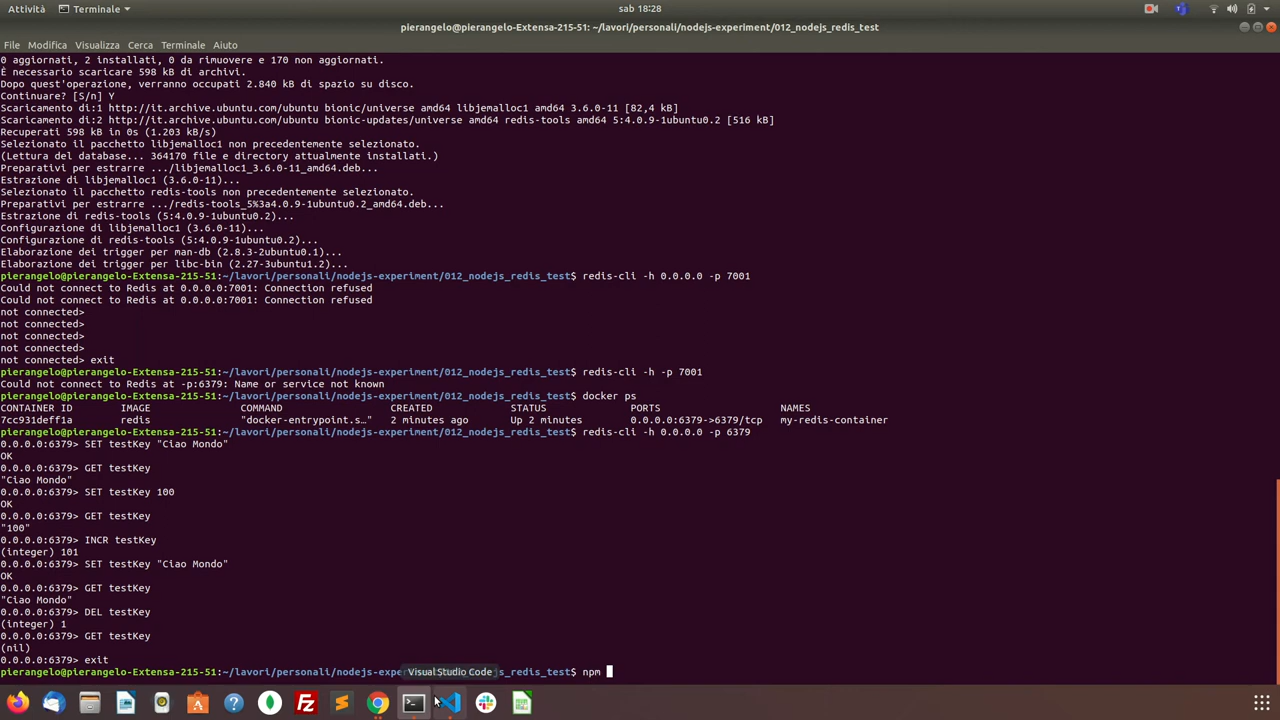 Attività Terminale sab 18:28
pierangelo@pierangelo-Extensa-215-51: ~/lavori/personali/nodejs-experiment/012_nodejs_redis_test
File Modifica Visualizza Cerca Terminale Aiuto
0 aggiornati, 2 installati, 0 da rimuovere e 170 non aggiornati.
È necessario scaricare 598 kB di archivi.
Dopo quest'operazione, verranno occupati 2.840 kB di spazio su disco.
Continuare? [S/n] Y
Scaricamento di:1 http://it.archive.ubuntu.com/ubuntu bionic/universe amd64 libjemalloc1 amd64 3.6.0-11 [82,4 kB]
Scaricamento di:2 http://it.archive.ubuntu.com/ubuntu bionic-updates/universe amd64 redis-tools amd64 5:4.0.9-1ubuntu0.2 [516 kB]
Recuperati 598 kB in 0s (1.203 kB/s)
Selezionato il pacchetto libjemalloc1 non precedentemente selezionato.
(Lettura del database... 364170 file e directory attualmente installati.)
Preparativi per estrarre .../libjemalloc1_3.6.0-11_amd64.deb...
Estrazione di libjemalloc1 (3.6.0-11)...
Selezionato il pacchetto redis-tools non precedentemente selezionato.
Preparativi per estrarre .../redis-tools_5%3a4.0.9-1ubuntu0.2_amd64.deb...
Estrazione di redis-tools (5:4.0.9-1ubuntu0.2)...
Configurazione di libjemalloc1 (3.6.0-11)...
Configurazione di redis-tools (5:4.0.9-1ubuntu0.2)...
Elaborazione dei trigger per man-db (2.8.3-2ubuntu0.1)...
Elaborazione dei trigger per libc-bin (2.27-3ubuntu1.2)...
pierangelo@pierangelo-Extensa-215-51:~/lavori/personali/nodejs-experiment/012_nodejs_redis_test$ redis-cli -h 0.0.0.0 -p 7001
Could not connect to Redis at 0.0.0.0:7001: Connection refused
Could not connect to Redis at 0.0.0.0:7001: Connection refused
not connected>
not connected>
not connected>
not connected>
not connected> exit
pierangelo@pierangelo-Extensa-215-51:~/lavori/personali/nodejs-experiment/012_nodejs_redis_test$ redis-cli -h -p 7001
Could not connect to Redis at -p:6379: Name or service not known
pierangelo@pierangelo-Extensa-215-51:~/lavori/personali/nodejs-experiment/012_nodejs_redis_test$ docker ps
CONTAINER ID IMAGE COMMAND CREATED STATUS PORTS NAMES
7cc931deff1a redis "docker-entrypoint.s…" 2 minutes ago Up 2 minutes 0.0.0.0:6379->6379/tcp my-redis-container
pierangelo@pierangelo-Extensa-215-51:~/lavori/personali/nodejs-experiment/012_nodejs_redis_test$ redis-cli -h 0.0.0.0 -p 6379
0.0.0.0:6379> SET testKey "Ciao Mondo"
OK
0.0.0.0:6379> GET testKey
"Ciao Mondo"
0.0.0.0:6379> SET testKey 100
OK
0.0.0.0:6379> GET testKey
"100"
0.0.0.0:6379> INCR testKey
(integer) 101
0.0.0.0:6379> SET testKey "Ciao Mondo"
OK
0.0.0.0:6379> GET testKey
"Ciao Mondo"
0.0.0.0:6379> DEL testKey
(integer) 1
0.0.0.0:6379> GET testKey
(nil)
0.0.0.0:6379> exit
pierangelo@pierangelo-Extensa-215-51:~/lavori/personali/nodejs-expe Visual Studio Code s_redis_test$ npm